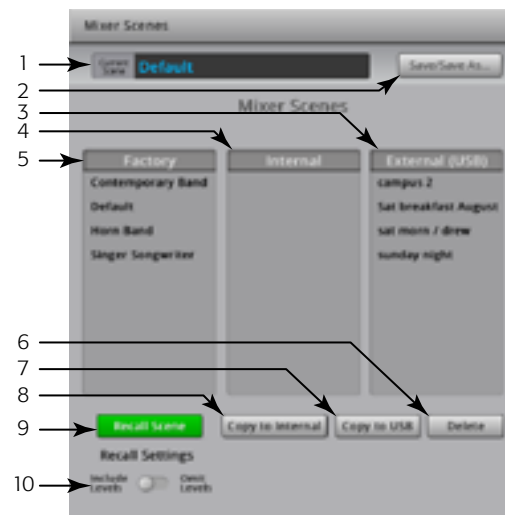 Mixer Scenes
1
Current Scene
Default
Save/Save As...
2
Mixer Scenes
3
4
5
Factory
Internal
External (USB)
Contemporary Band
Default
Horn Band
Singer Songwriter
campus 2
Sat breakfast August
sat morn / drew
sunday night
6
7
8
9
Recall Scene
Copy to Internal
Copy to USB
Delete
Recall Settings
10
Include Levels
Omit Levels